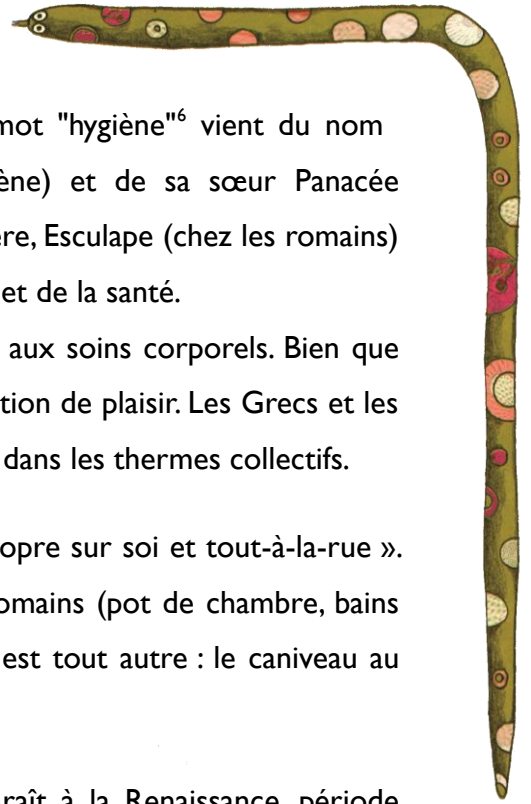 mot "hygiène"⁶ vient du nom
ène) et de sa sœur Panacée
ère, Esculape (chez les romains)
et de la santé.
aux soins corporels. Bien que
tion de plaisir. Les Grecs et les
dans les thermes collectifs.
opre sur soi et tout-à-la-rue ».
omains (pot de chambre, bains
est tout autre : le caniveau au
raît à la Renaissance, période